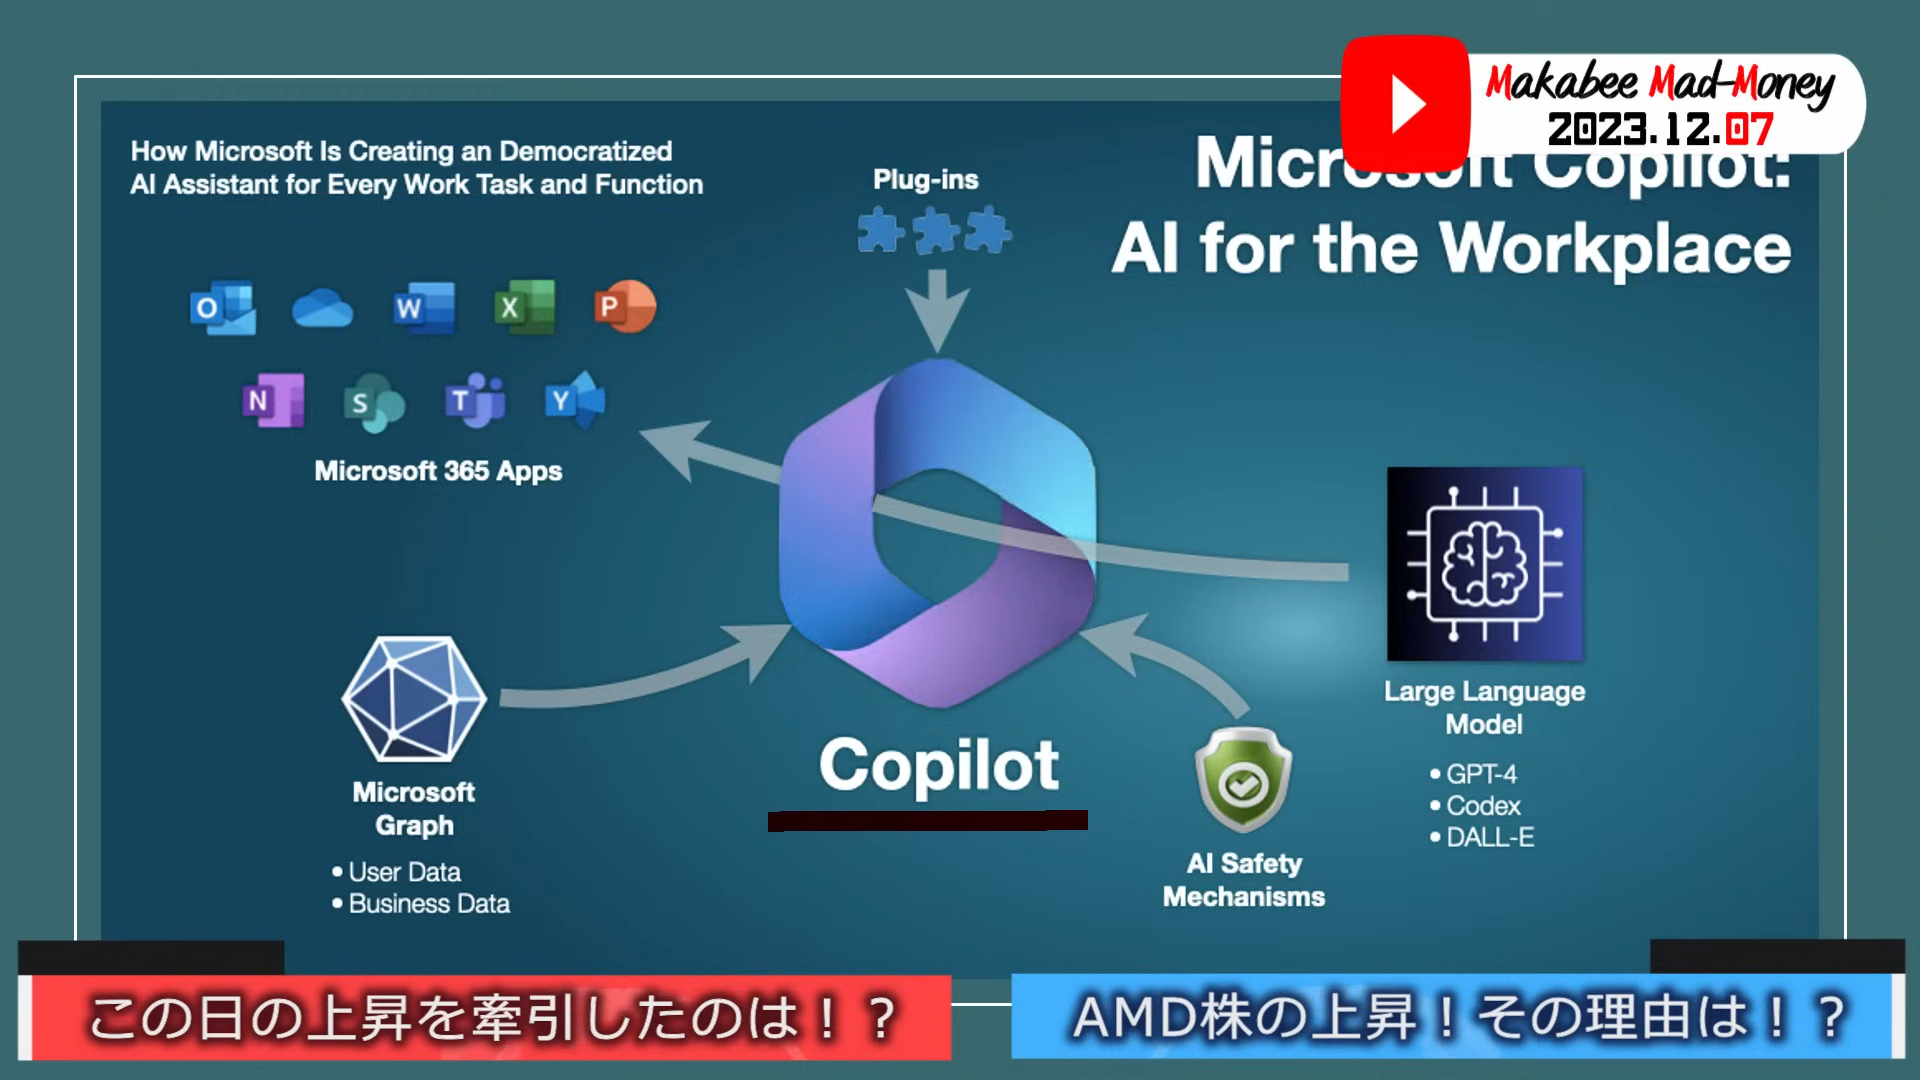 Makabee Mad-Money
2023.12.07
How Microsoft Is Creating an Democratized
AI Assistant for Every Work Task and Function
Plug-ins
Microsoft Copilot:
AI for the Workplace
O
W
X
P
N
S
T
Y
Microsoft 365 Apps
Large Language
Model
• GPT-4
• Codex
• DALL-E
Microsoft
Graph
• User Data
• Business Data
Copilot
AI Safety
Mechanisms
この日の上昇を牽引したのは！？
AMD株の上昇！その理由は！？